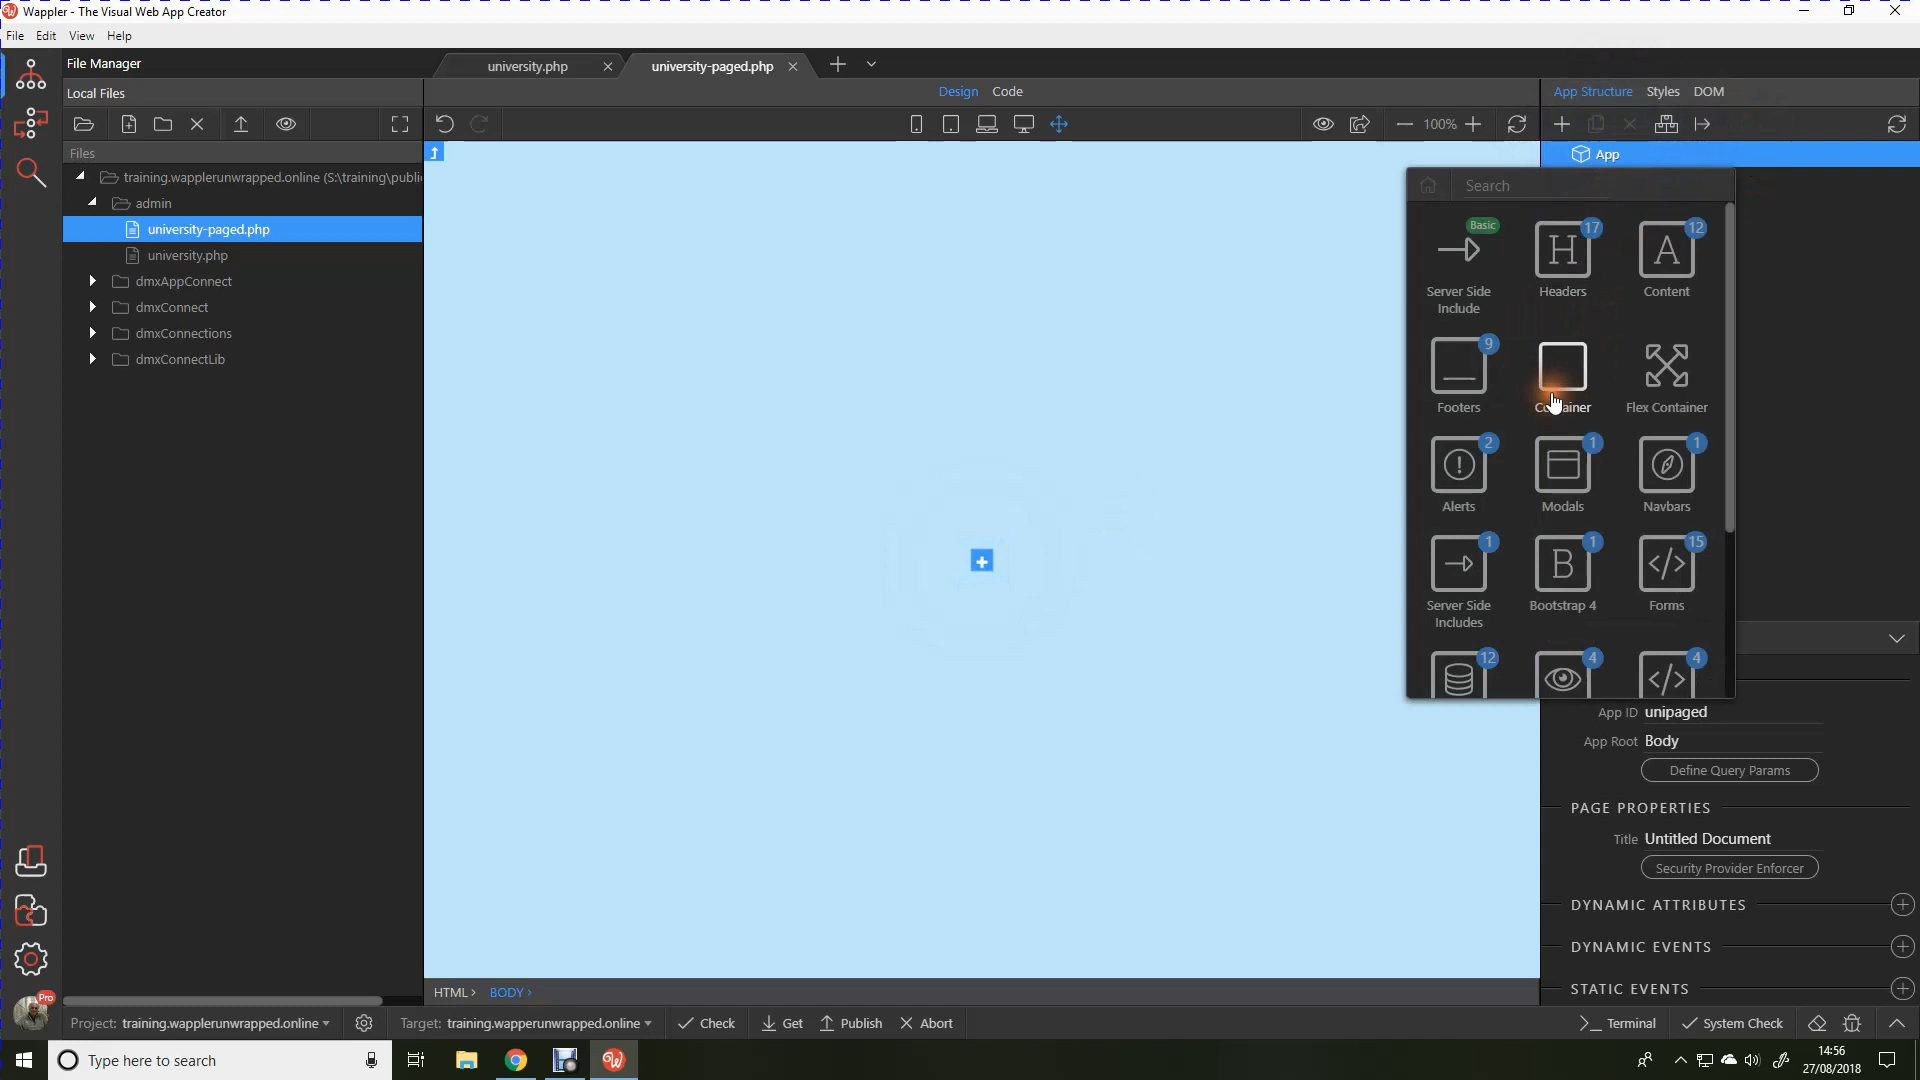 Wappler - The Visual Web App Creator
File Edit View Help
File Manager
university.php
university-paged.php
Local Files
Design Code
App Structure Styles DOM
100%
Files
training.wapplerunwrapped.online (S:\training\publi
admin
university-paged.php
university.php
dmxAppConnect
dmxConnect
dmxConnections
dmxConnectLib
App
Search
Basic
Server Side
Include
17
Headers
12
Content
9
Footers
Container
Flex Container
2
Alerts
1
Modals
1
Navbars
1
Server Side
Includes
1
Bootstrap 4
15
Forms
12
4
4
App ID unipaged
App Root Body
Define Query Params
PAGE PROPERTIES
Title Untitled Document
Security Provider Enforcer
DYNAMIC ATTRIBUTES
DYNAMIC EVENTS
STATIC EVENTS
HTML › BODY ›
Pro
Project: training.wapplerunwrapped.online
Target: training.wapperunwrapped.online
Check Get Publish Abort
Terminal System Check
Type here to search
14:56
27/08/2018